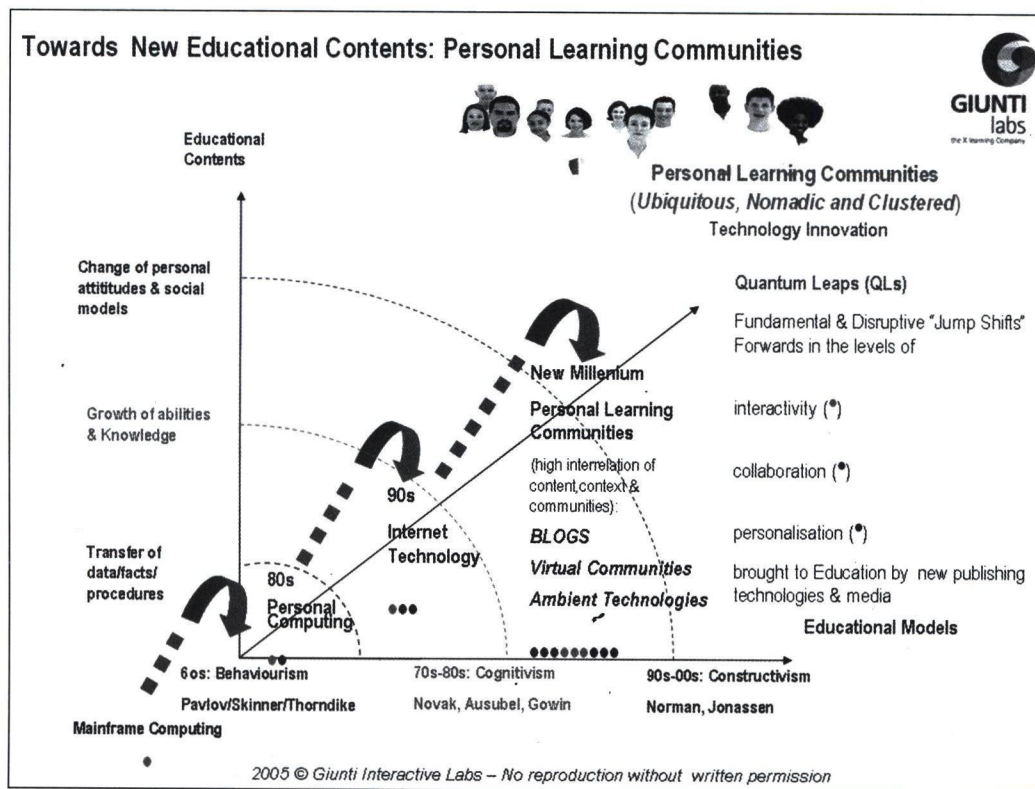 Towards New Educational Contents: Personal Learning Communities
GIUNTI
labs
the X learning Company
Educational
Contents
Personal Learning Communities
(Ubiquitous, Nomadic and Clustered)
Technology Innovation
Change of personal
attititudes & social
models
Quantum Leaps (QLs)
Fundamental & Disruptive "Jump Shifts"
Forwards in the levels of
New Millenium
Personal Learning
Communities
(high interrelation of
content,context &
communities):
BLOGS
Virtual Communities
Ambient Technologies
interactivity (•)
collaboration (•)
personalisation (•)
brought to Education by new publishing
technologies & media
Growth of abilities
& Knowledge
90s
Internet
Technology
Transfer of
data/facts/
procedures
80s
Personal
Computing
Educational Models
6os: Behaviourism
Pavlov/Skinner/Thorndike
70s-80s: Cognitivism
Novak, Ausubel, Gowin
90s-00s: Constructivism
Norman, Jonassen
Mainframe Computing
2005 © Giunti Interactive Labs – No reproduction without written permission